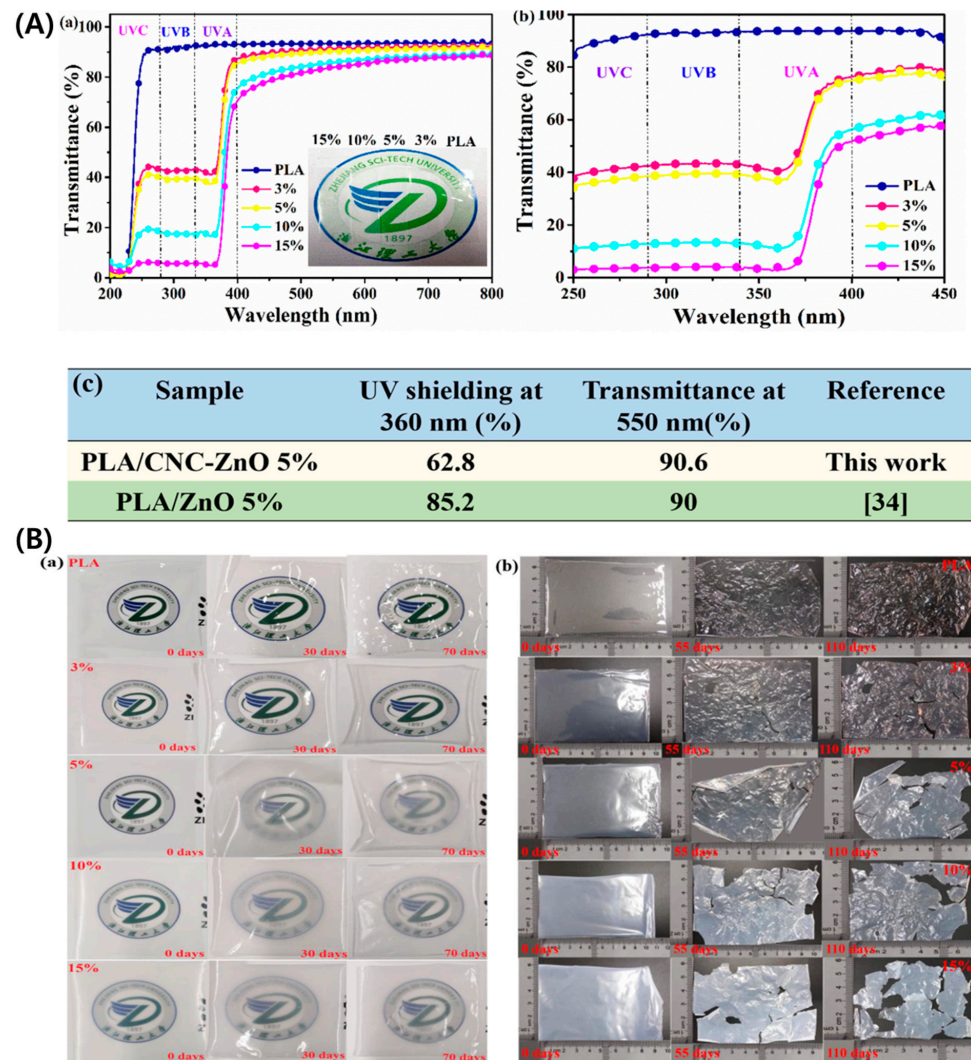 (A)
(a)
UVC UVB UVA
100
80
60
40
20
0
Transmittance (%)
PLA
3%
5%
10%
15%
15% 10% 5% 3% PLA
ZHEJIANG SCI-TECH UNIVERSITY
1897
200 300 400 500 600 700 800
Wavelength (nm)
(b)
100
80
60
40
20
0
Transmittance (%)
UVC UVB UVA
PLA
3%
5%
10%
15%
250 300 350 400 450
Wavelength (nm)
(c) Sample UV shielding at 360 nm (%) Transmittance at 550 nm(%) Reference
PLA/CNC-ZnO 5% 62.8 90.6 This work
PLA/ZnO 5% 85.2 90 [34]
(B)
(a)
PLA
0 days 30 days 70 days
3%
0 days 30 days 70 days
5%
0 days 30 days 70 days
10%
0 days 30 days 70 days
15%
0 days 30 days 70 days
(b)
PLA
0 days 55 days 110 days
3%
0 days 55 days 110 days
5%
0 days 55 days 110 days
10%
0 days 55 days 110 days
15%
0 days 55 days 110 days